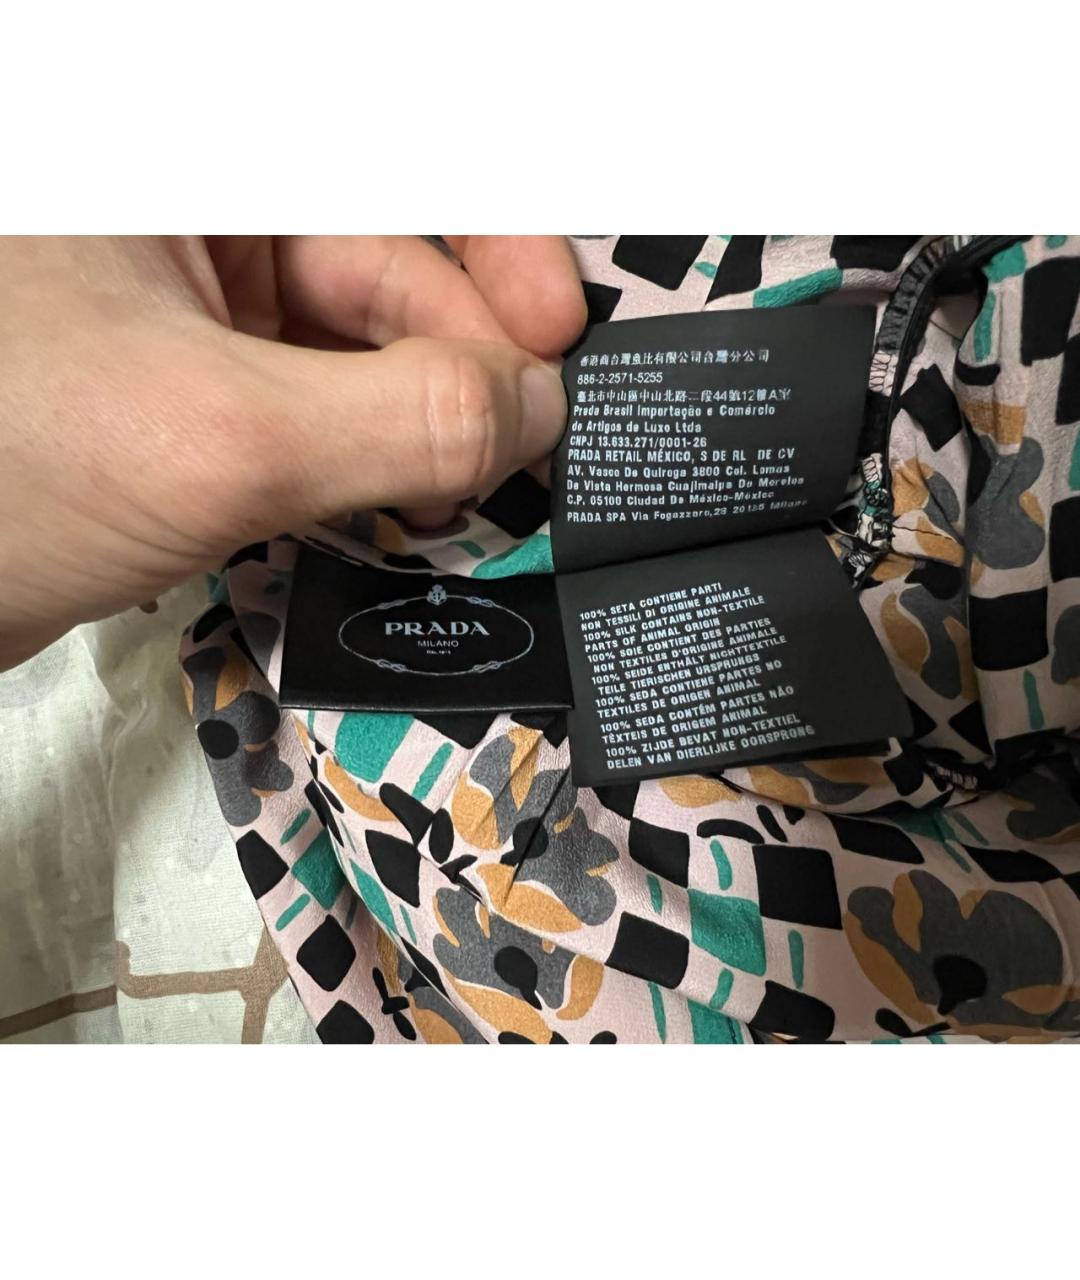 香港商台灣普比有限公司台灣分公司
886-2-2571-5255
臺北市中山區中山北路二段44號12樓A室
Prada Brasil Importação e Comércio
de Artigos de Luxo Ltda
CNPJ 13.633.271/0001-26
PRADA RETAIL MÉXICO, S DE RL DE CV
AV. Vasco De Quiroga 3800 Col. Lomas
De Vista Hermosa Cuajimalpa De Morelos
C.P. 05100 Ciudad De México-México
PRADA SPA Via Fogazzaro,28 20135 Milano
PRADA
MILANO
DAL 1913
100% SETA CONTIENE PARTI
NON TESSILI DI ORIGINE ANIMALE
100% SILK CONTAINS NON-TEXTILE
PARTS OF ANIMAL ORIGIN
100% SOIE CONTIENT DES PARTIES
NON TEXTILES D'ORIGINE ANIMALE
100% SEIDE ENTHÄLT NICHTTEXTILE
TEILE TIERISCHEN URSPRUNGS
100% SEDA CONTIENE PARTES NO
TEXTILES DE ORIGEN ANIMAL
100% SEDA CONTÉM PARTES NÃO
TÊXTEIS DE ORIGEM ANIMAL
100% ZIJDE BEVAT NON-TEXTIEL
DELEN VAN DIERLIJKE OORSPRONG